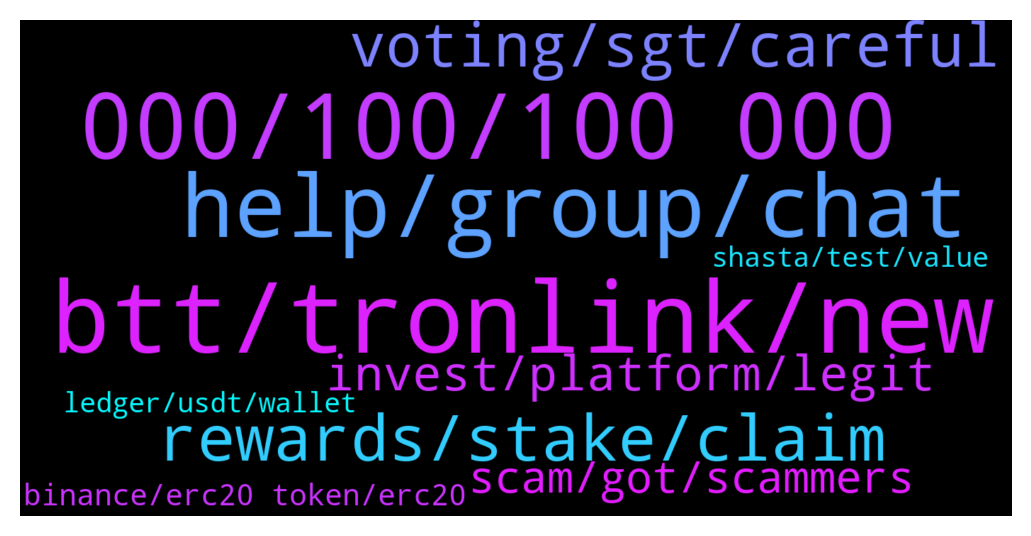 voting/sgt/careful
000/100/100 000
help/group/chat
shasta/test/value
btt/tronlink/new
invest/platform/legit
ledger/usdt/wallet
rewards/stake/claim
scam/got/scammers
binance/erc20 token/erc20